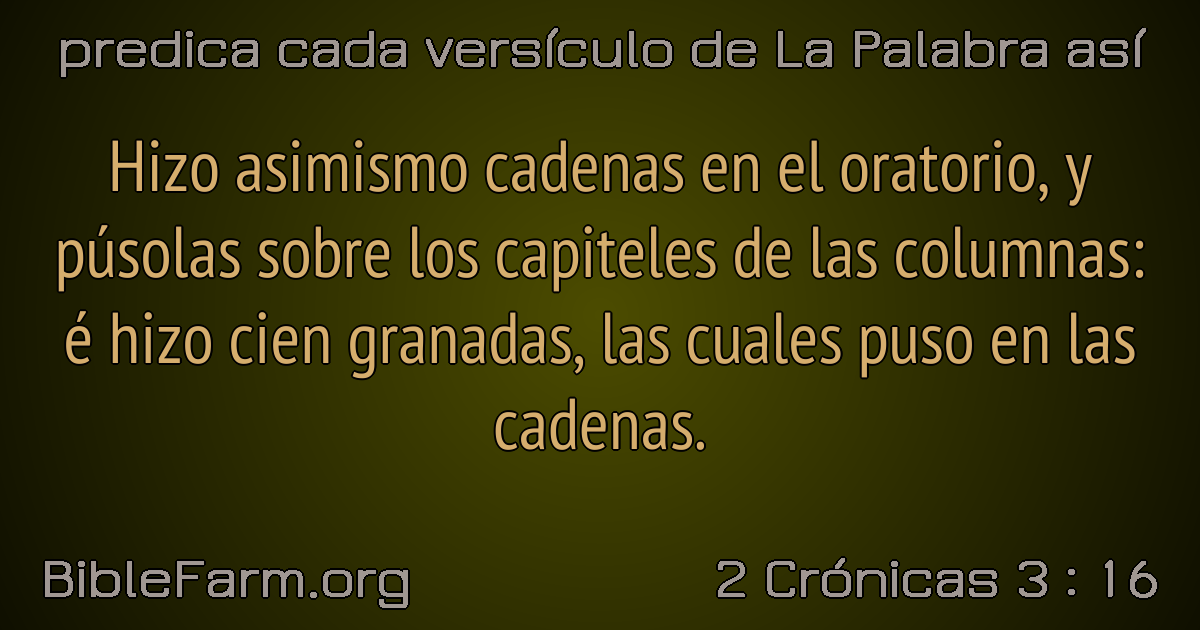 predica cada versículo de La Palabra así
Hizo asimismo cadenas en el oratorio, y
púsolas sobre los capiteles de las columnas:
é hizo cien granadas, las cuales puso en las
cadenas.
BibleFarm.org
2 Crónicas 3 : 16